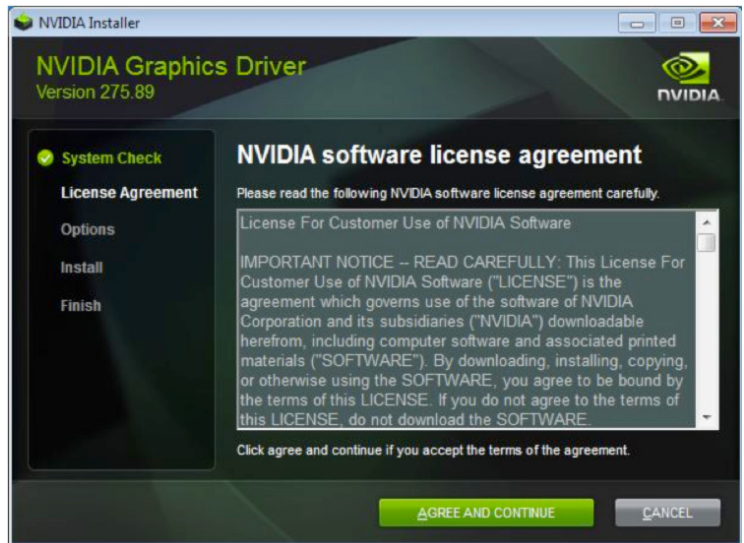 NVIDIA Installer
NVIDIA Graphics Driver
Version 275.89
NVIDIA
System Check
License Agreement
Options
Install
Finish
NVIDIA software license agreement
Please read the following NVIDIA software license agreement carefully.
License For Customer Use of NVIDIA Software
IMPORTANT NOTICE -- READ CAREFULLY: This License For
Customer Use of NVIDIA Software ("LICENSE") is the
agreement which governs use of the software of NVIDIA
Corporation and its subsidiaries ("NVIDIA") downloadable
herefrom, including computer software and associated printed
materials ("SOFTWARE"). By downloading, installing, copying,
or otherwise using the SOFTWARE, you agree to be bound by
the terms of this LICENSE. If you do not agree to the terms of
this LICENSE, do not download the SOFTWARE.
Click agree and continue if you accept the terms of the agreement.
AGREE AND CONTINUE
CANCEL